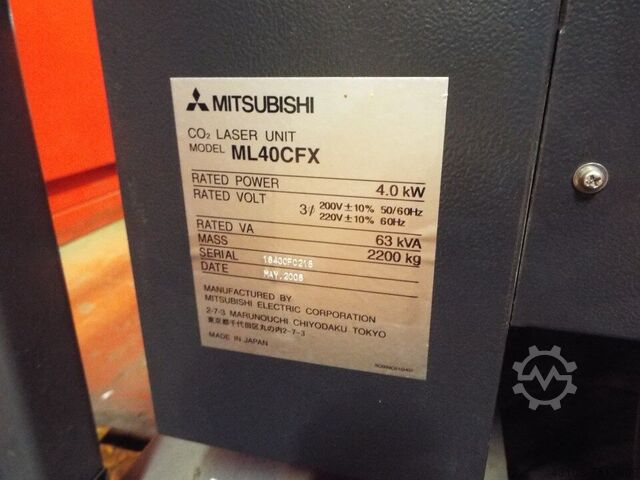 MITSUBISHI
CO₂ LASER UNIT
MODEL ML40CFX
RATED POWER 4.0 kW
RATED VOLT 3∕ 200V±10% 50/60Hz
220V±10% 60Hz
RATED VA 63 kVA
MASS 2200 kg
SERIAL 16400FC216
DATE MAY.2006
MANUFACTURED BY
MITSUBISHI ELECTRIC CORPORATION
2-7-3 MARUNOUCHI CHIYODAKU TOKYO
東京都千代田区丸の内2-7-3
MADE IN JAPAN